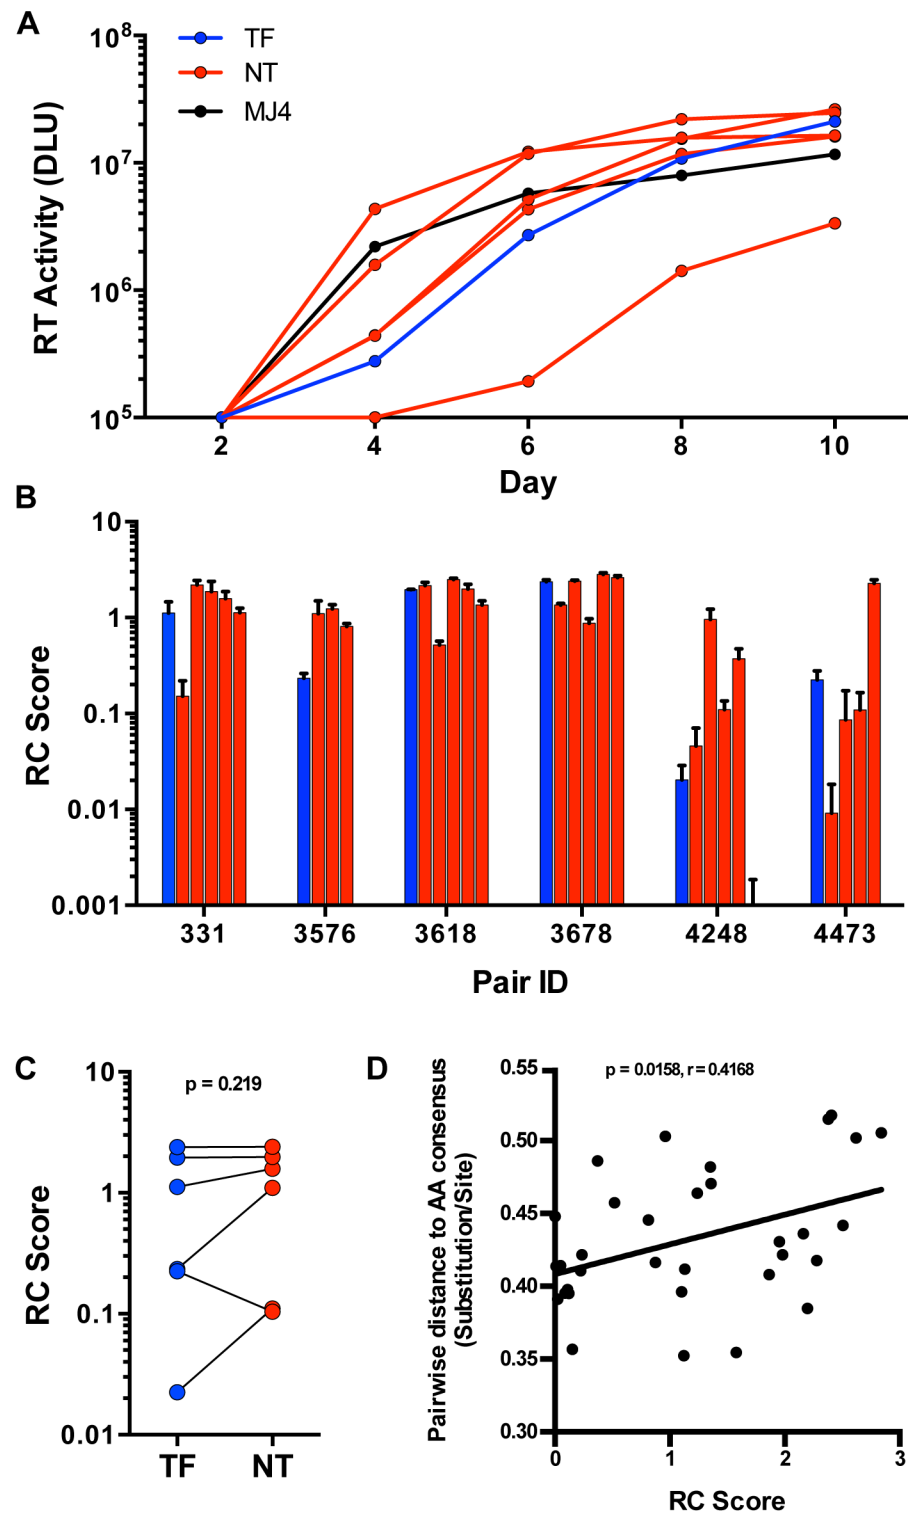 A
TF
NT
MJ4
10^8
10^7
10^6
10^5
RT Activity (DLU)
2 4 6 8 10
Day
B
10
1
0.1
0.01
0.001
RC Score
331 3576 3618 3678 4248 4473
Pair ID
C
p = 0.219
10
1
0.1
0.01
RC Score
TF NT
D
p = 0.0158, r = 0.4168
0.55
0.50
0.45
0.40
0.35
0.30
Pairwise distance to AA consensus
(Substitution/Site)
0 1 2 3
RC Score